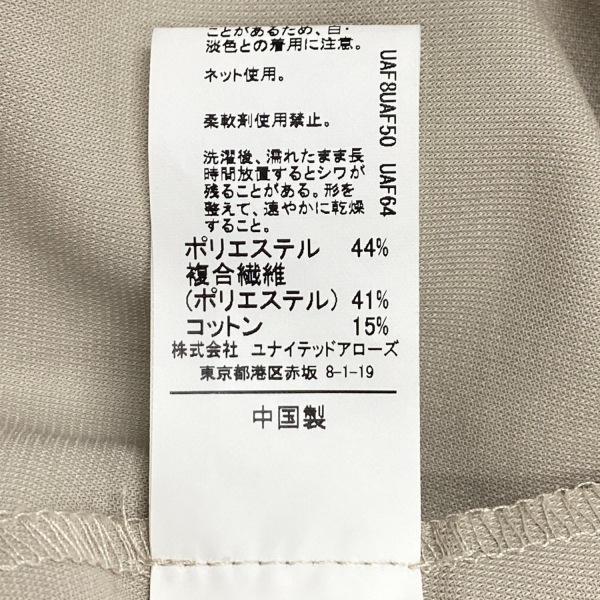 ことがあるため、白・
淡色との着用に注意。
ネット使用。
柔軟剤使用禁止。
洗濯後、濡れたまま長
時間放置するとシワが
残ることがある。形を
整えて、速やかに乾燥
すること。
ポリエステル 44%
複合繊維
(ポリエステル) 41%
コットン 15%
株式会社 ユナイテッドアローズ
東京都港区赤坂 8-1-19
中国製
UAF8UAF50 UAF64